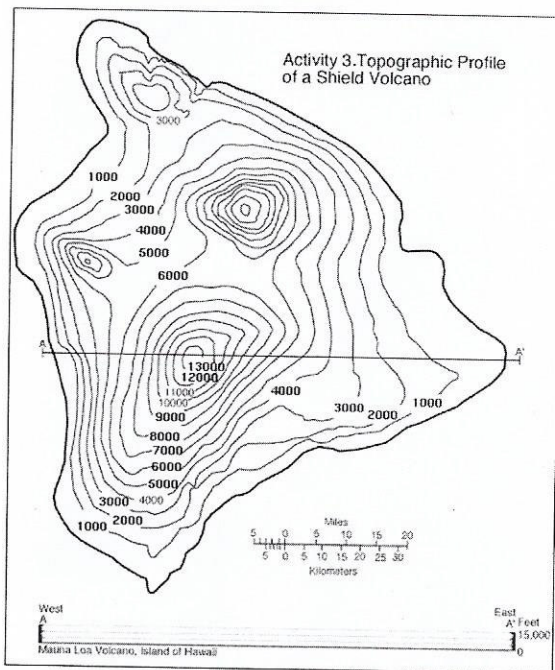 Activity 3.Topographic Profile
of a Shield Volcano
3000
1000
2000
3000
4000
5000
6000
A
A'
13000
12000
11000
10000
9000
8000
7000
6000
5000
4000
3000
2000
1000
4000
3000
2000
1000
Miles
5 0 5 10 15 20
5 0 5 10 15 20 25 30
Kilometers
West
A
East
A' Feet
15,000
0
Mauna Loa Volcano, Island of Hawaii